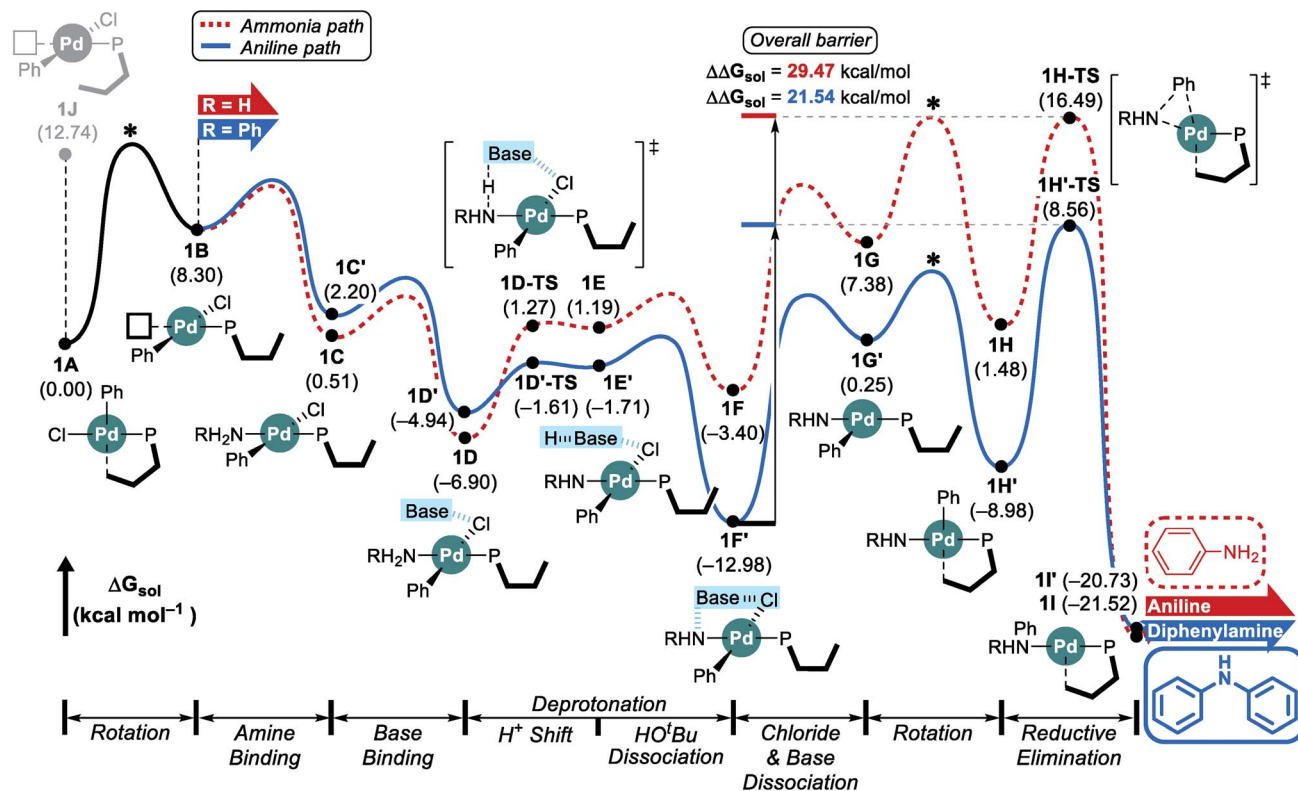 Ammonia path
Aniline path
Overall barrier
ΔΔG_sol = 29.47 kcal/mol
ΔΔG_sol = 21.54 kcal/mol
Pd
Cl
P
Ph
1J
(12.74)
*
R = H
R = Ph
1B
(8.30)
1A
(0.00)
Ph
Cl
Pd
P
Cl
Pd
P
Ph
1C'
(2.20)
1C
(0.51)
RH₂N
Pd
Cl
P
Ph
1D'
(–4.94)
1D
(–6.90)
Base
Cl
RH₂N
Pd
P
Ph
‡
Base
H
Cl
RHN
Pd
P
Ph
1D-TS
(1.27)
1E
(1.19)
1D'-TS
(–1.61)
1E'
(–1.71)
H
Base
Cl
RHN
Pd
P
Ph
1F
(–3.40)
1F'
(–12.98)
Base
Cl
RHN
Pd
P
Ph
1G
(7.38)
*
1G'
(0.25)
RHN
Pd
P
Ph
*
1H
(1.48)
1H'
(–8.98)
Ph
RHN
Pd
P
1H-TS
(16.49)
1H'-TS
(8.56)
‡
Ph
RHN
Pd
P
1I' (–20.73)
1I (–21.52)
Ph
RHN
Pd
P
NH₂
Aniline
Diphenylamine
H
N
ΔG_sol
(kcal mol⁻¹ )
Rotation
Amine
Binding
Base
Binding
Deprotonation
H⁺ Shift
HOᵗBu
Dissociation
Chloride
& Base
Dissociation
Rotation
Reductive
Elimination